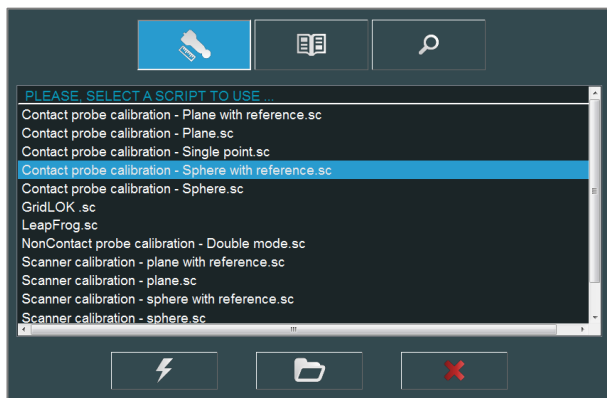 PLEASE, SELECT A SCRIPT TO USE ...
Contact probe calibration - Plane with reference.sc
Contact probe calibration - Plane.sc
Contact probe calibration - Single point.sc
Contact probe calibration - Sphere with reference.sc
Contact probe calibration - Sphere.sc
GridLOK .sc
LeapFrog.sc
NonContact probe calibration - Double mode.sc
Scanner calibration - plane with reference.sc
Scanner calibration - plane.sc
Scanner calibration - sphere with reference.sc
Scanner calibration - sphere.sc